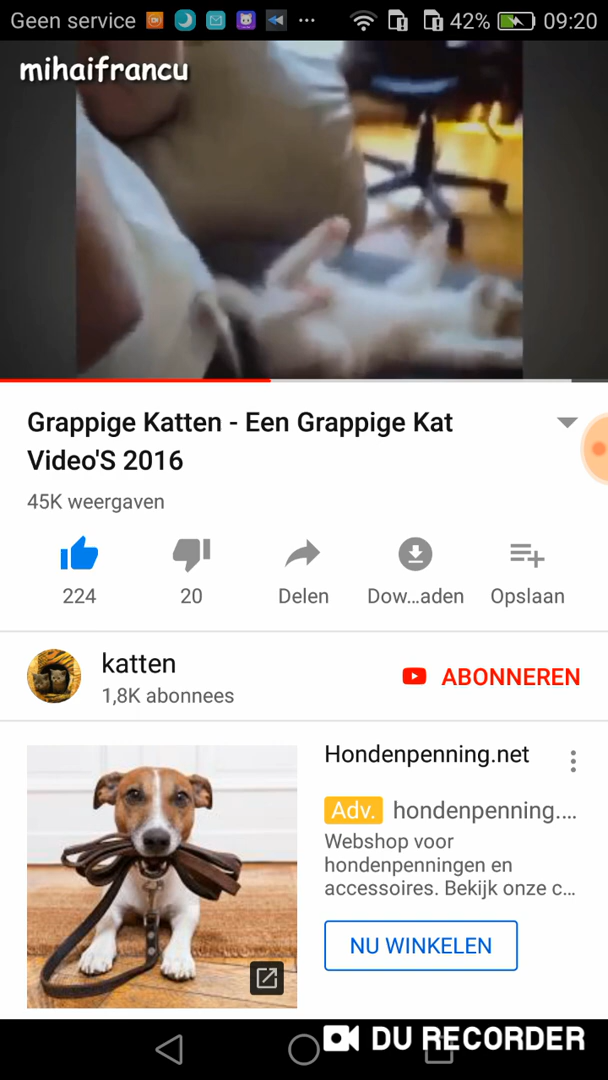 Geen service ... 42% 09:20
mihaifrancu
Grappige Katten - Een Grappige Kat
Video'S 2016
45K weergaven
224 20 Delen Dow...aden Opslaan
katten
1,8K abonnees
ABONNEREN
Hondenpenning.net
Adv. hondenpenning....
Webshop voor
hondenpenningen en
accessoires. Bekijk onze c...
NU WINKELEN
DU RECORDER